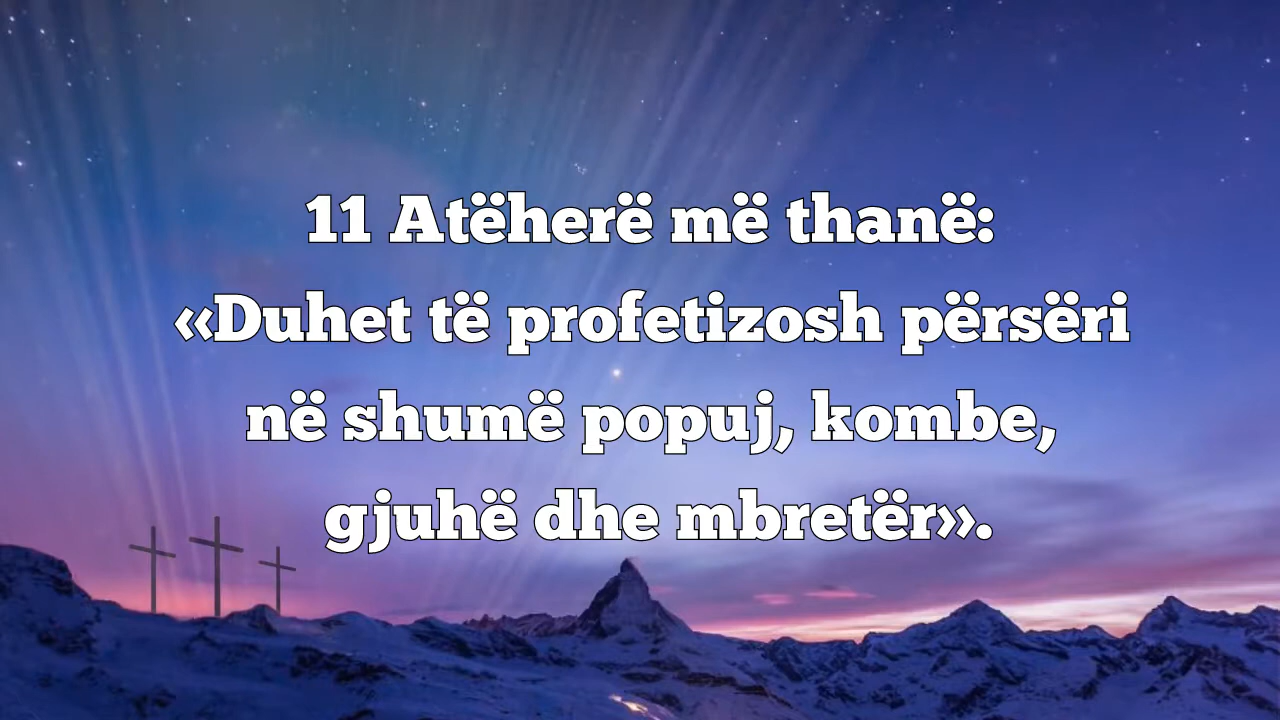 11 Atëherë më thanë:
«Duhet të profetizosh përsëri
në shumë popuj, kombe,
gjuhë dhe mbretër».